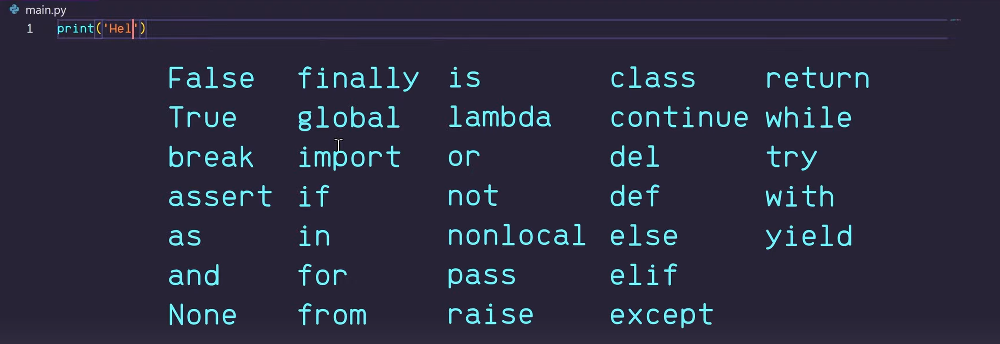 main.py
1 print('Hel')
False finally is class return
True global lambda continue while
break import or del try
assert if not def with
as in nonlocal else yield
and for pass elif
None from raise except